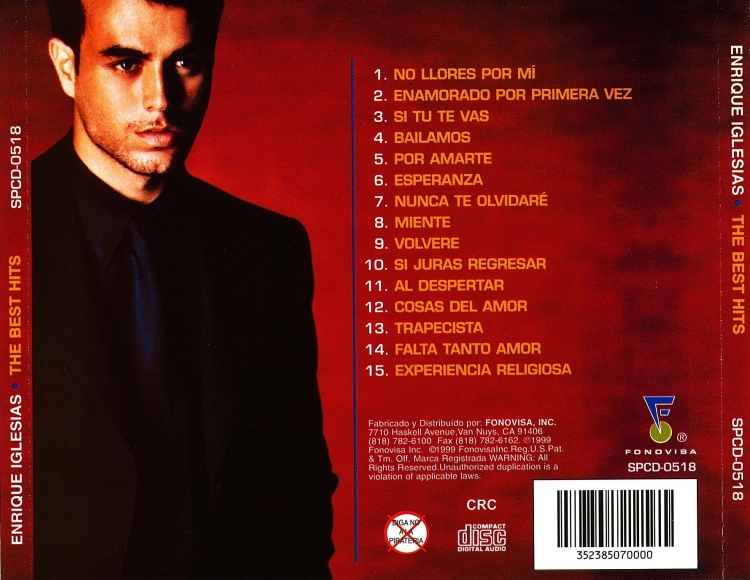 ENRIQUE IGLESIAS • THE BEST HITS SPCD-0518
1. NO LLORES POR MÍ
2. ENAMORADO POR PRIMERA VEZ
3. SI TU TE VAS
4. BAILAMOS
5. POR AMARTE
6. ESPERANZA
7. NUNCA TE OLVIDARÉ
8. MIENTE
9. VOLVERE
10. SI JURAS REGRESAR
11. AL DESPERTAR
12. COSAS DEL AMOR
13. TRAPECISTA
14. FALTA TANTO AMOR
15. EXPERIENCIA RELIGIOSA
Fabricado y Distribuído por: FONOVISA, INC.
7710 Haskell Avenue,Van Nuys, CA 91406
(818) 782-6100 Fax (818) 782-6162. ℗1999
Fonovisa Inc. ©1999 FonovisaInc.Reg.U.S.Pat.
& Tm. Off. Marca Registrada WARNING: All
Rights Reserved.Unauthorized duplication is a
violation of applicable laws.
F ®
FONOVISA
SPCD-0518
CRC
DIGA NO
A LA
PIRATERIA
COMPACT
disc
DIGITAL AUDIO
352385070000
ENRIQUE IGLESIAS • THE BEST HITS SPCD-0518